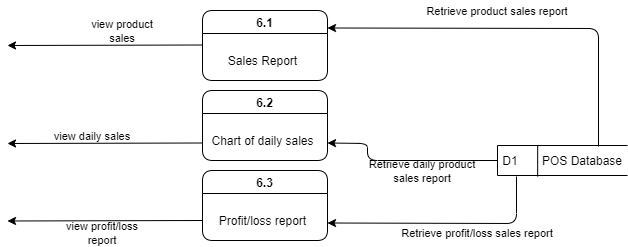 view product
sales
6.1
Sales Report
Retrieve product sales report
view daily sales
6.2
Chart of daily sales
Retrieve daily product
sales report
D1
POS Database
view profit/loss
report
6.3
Profit/loss report
Retrieve profit/loss sales report